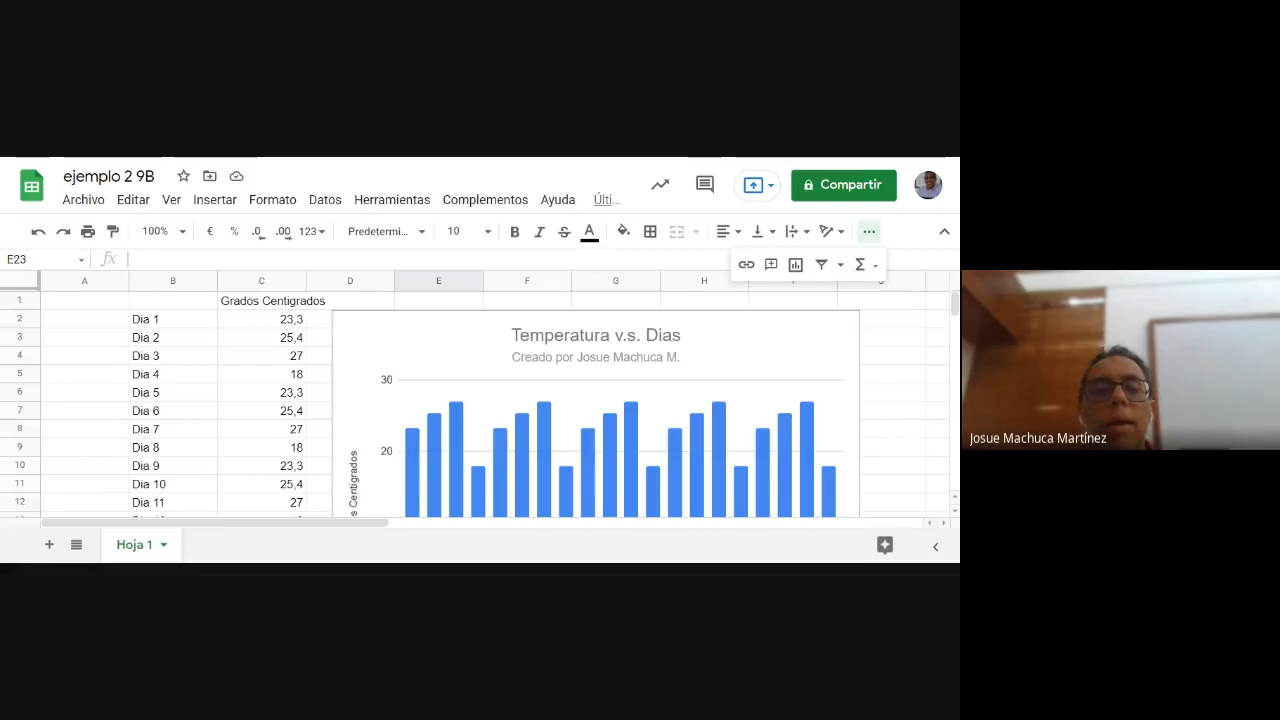 ejemplo 2 9B
Archivo Editar Ver Insertar Formato Datos Herramientas Complementos Ayuda Últi...
Compartir
100% € % .0 .00 123 Predetermi... 10 B I S A ...
E23 fx
A B C D E F G H
1 Grados Centigrados
2 Dia 1 23,3
3 Dia 2 25,4
4 Dia 3 27
5 Dia 4 18
6 Dia 5 23,3
7 Dia 6 25,4
8 Dia 7 27
9 Dia 8 18
10 Dia 9 23,3
11 Dia 10 25,4
12 Dia 11 27
Temperatura v.s. Dias
Creado por Josue Machuca M.
30
20
s Centigrados
Hoja 1
Josue Machuca Martínez